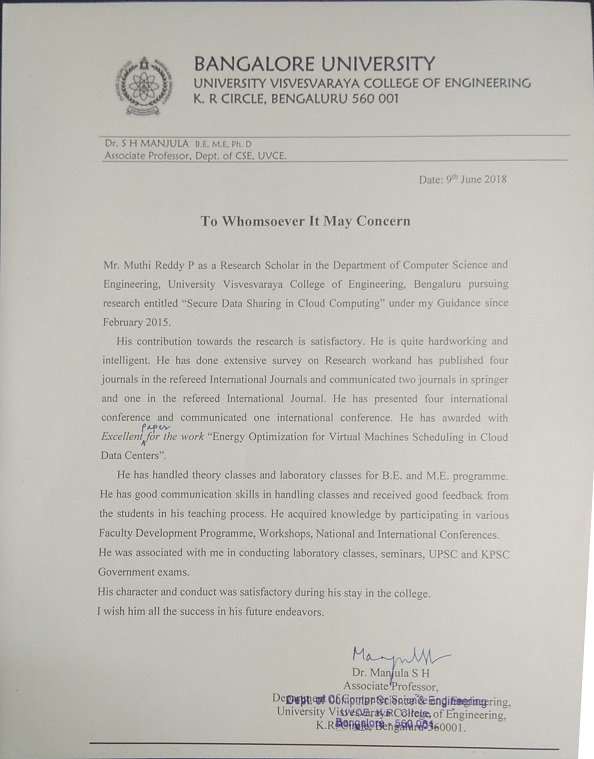 BANGALORE UNIVERSITY
UNIVERSITY VISVESVARAYA COLLEGE OF ENGINEERING
K. R CIRCLE, BENGALURU 560 001
Dr. S H MANJULA B.E, M.E, Ph. D
Associate Professor, Dept. of CSE, UVCE.
Date: 9th June 2018
To Whomsoever It May Concern
Mr. Muthi Reddy P as a Research Scholar in the Department of Computer Science and
Engineering, University Visvesvaraya College of Engineering, Bengaluru pursuing
research entitled “Secure Data Sharing in Cloud Computing” under my Guidance since
February 2015.
His contribution towards the research is satisfactory. He is quite hardworking and
intelligent. He has done extensive survey on Research workand has published four
journals in the refereed International Journals and communicated two journals in springer
and one in the refereed International Journal. He has presented four international
conference and communicated one international conference. He has awarded with
paper
Excellent for the work “Energy Optimization for Virtual Machines Scheduling in Cloud
Data Centers”.
He has handled theory classes and laboratory classes for B.E. and M.E. programme.
He has good communication skills in handling classes and received good feedback from
the students in his teaching process. He acquired knowledge by participating in various
Faculty Development Programme, Workshops, National and International Conferences.
He was associated with me in conducting laboratory classes, seminars, UPSC and KPSC
Government exams.
His character and conduct was satisfactory during his stay in the college.
I wish him all the success in his future endeavors.
Dr. Manjula S H
Associate Professor,
Department of Computer Science and Engineering,
University Visvesvaraya College of Engineering,
K.R. Circle, Bengaluru-560001.
Dept. of Computer Science & Engineering
U.V.C.E., K.R. Circle,
Bangalore - 560 001